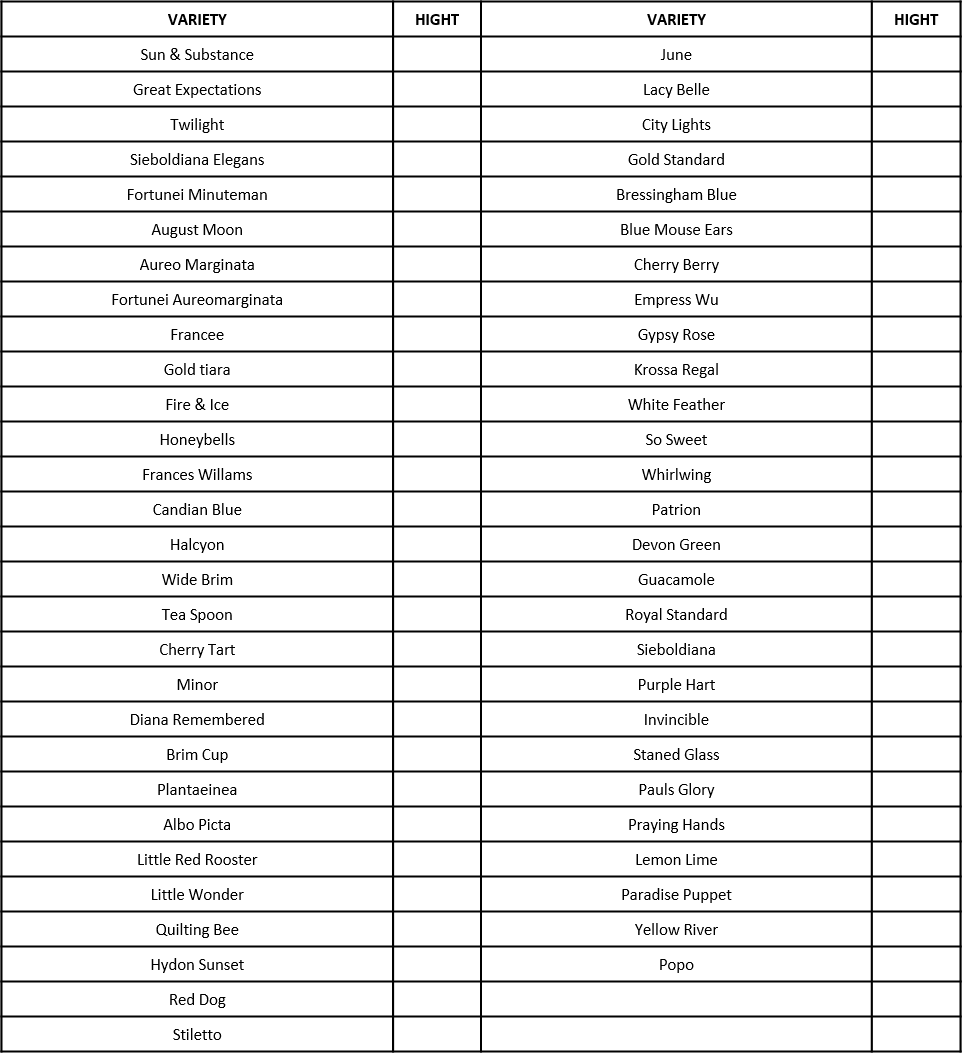 VARIETY HIGHT VARIETY HIGHT
Sun & Substance June
Great Expectations Lacy Belle
Twilight City Lights
Sieboldiana Elegans Gold Standard
Fortunei Minuteman Bressingham Blue
August Moon Blue Mouse Ears
Aureo Marginata Cherry Berry
Fortunei Aureomarginata Empress Wu
Francee Gypsy Rose
Gold tiara Krossa Regal
Fire & Ice White Feather
Honeybells So Sweet
Frances Willams Whirlwing
Candian Blue Patrion
Halcyon Devon Green
Wide Brim Guacamole
Tea Spoon Royal Standard
Cherry Tart Sieboldiana
Minor Purple Hart
Diana Remembered Invincible
Brim Cup Staned Glass
Plantaeinea Pauls Glory
Albo Picta Praying Hands
Little Red Rooster Lemon Lime
Little Wonder Paradise Puppet
Quilting Bee Yellow River
Hydon Sunset Popo
Red Dog
Stiletto